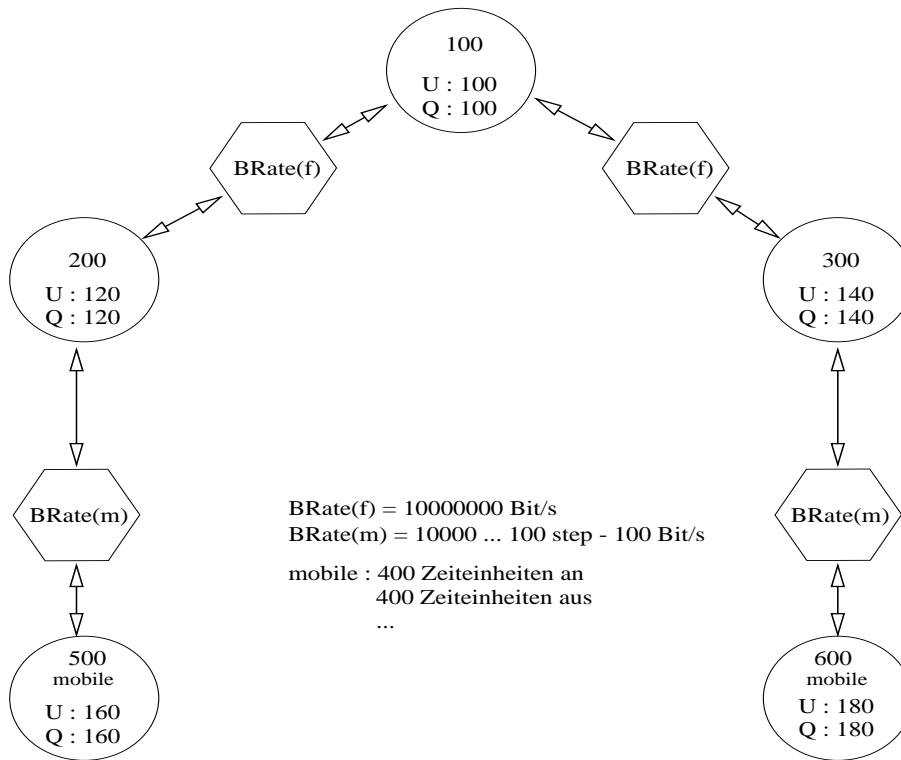 100
U : 100
Q : 100
BRate(f)
BRate(f)
200
U : 120
Q : 120
300
U : 140
Q : 140
BRate(m)
BRate(m)
BRate(f) = 10000000 Bit/s
BRate(m) = 10000 ... 100 step - 100 Bit/s
mobile : 400 Zeiteinheiten an
400 Zeiteinheiten aus
...
500
mobile
U : 160
Q : 160
600
mobile
U : 180
Q : 180